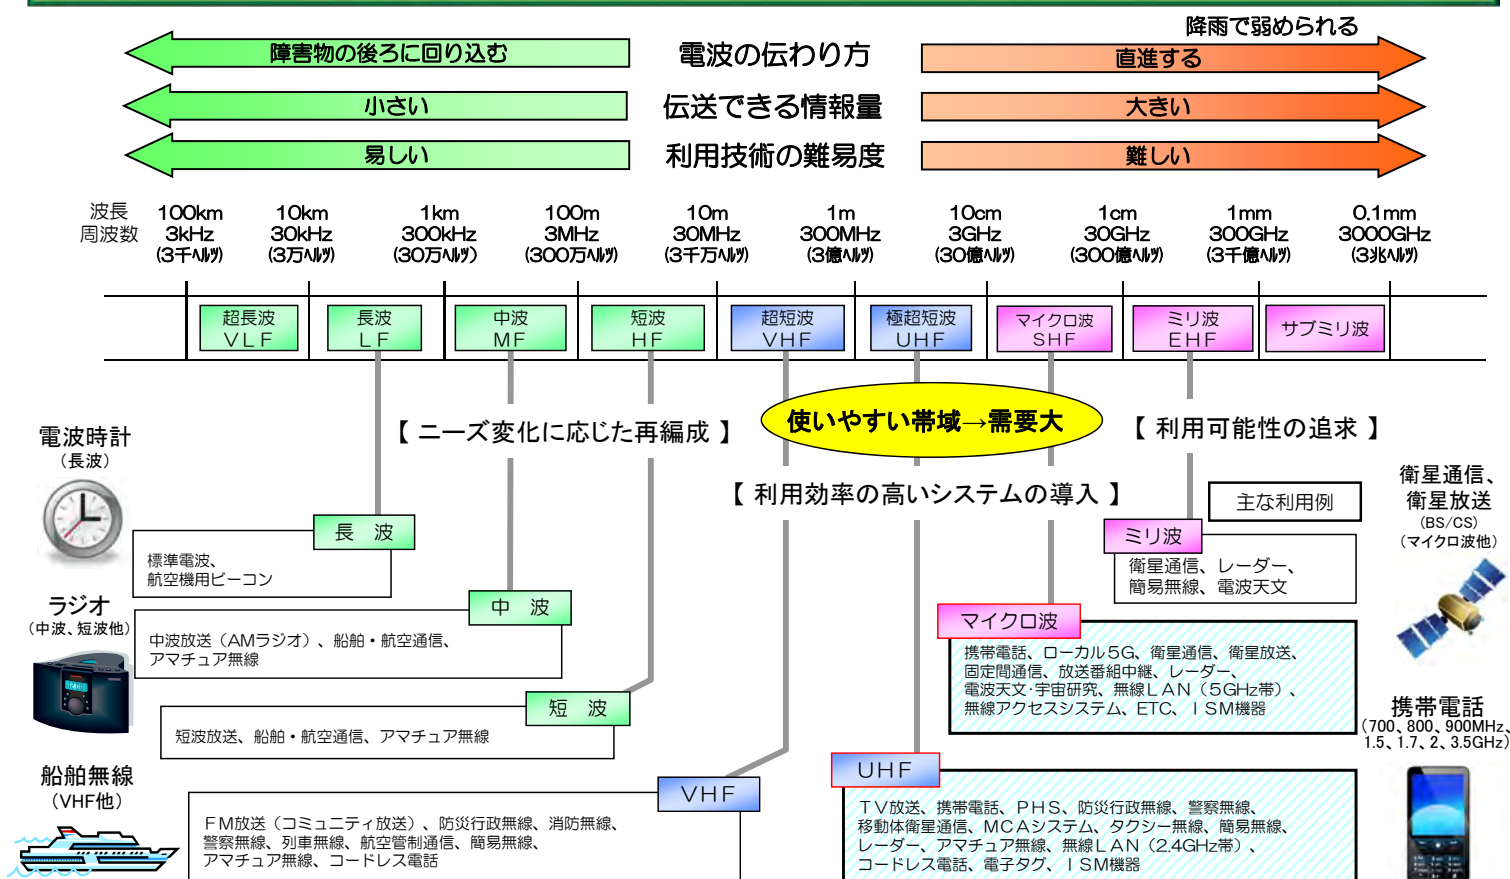 降雨で弱められる
障害物の後ろに回り込む 電波の伝わり方 直進する
小さい 伝送できる情報量 大きい
易しい 利用技術の難易度 難しい
波長 100km 10km 1km 100m 10m 1m 10cm 1cm 1mm 0.1mm
周波数 3kHz 30kHz 300kHz 3MHz 30MHz 300MHz 3GHz 30GHz 300GHz 3000GHz
(3千ヘルツ) (3万ヘルツ) (30万ヘルツ) (300万ヘルツ) (3千万ヘルツ) (3億ヘルツ) (30億ヘルツ) (300億ヘルツ) (3千億ヘルツ) (3兆ヘルツ)
超長波 長波 中波 短波 超短波 極超短波 マイクロ波 ミリ波 サブミリ波
VLF LF MF HF VHF UHF SHF EHF
使いやすい帯域→需要大
【 ニーズ変化に応じた再編成 】
【 利用可能性の追求 】
【 利用効率の高いシステムの導入 】
主な利用例
電波時計
(長波)
長 波
標準電波、
航空機用ビーコン
ラジオ
(中波、短波他)
中 波
中波放送（AMラジオ）、船舶・航空通信、
アマチュア無線
短 波
短波放送、船舶・航空通信、アマチュア無線
船舶無線
(VHF他)
VHF
FM放送（コミュニティ放送）、防災行政無線、消防無線、
警察無線、列車無線、航空管制通信、簡易無線、
アマチュア無線、コードレス電話
ミリ波
衛星通信、レーダー、
簡易無線、電波天文
衛星通信、
衛星放送
(BS/CS)
(マイクロ波他)
マイクロ波
携帯電話、ローカル5G、衛星通信、衛星放送、
固定間通信、放送番組中継、レーダー、
電波天文・宇宙研究、無線LAN（5GHz帯）、
無線アクセスシステム、ETC、ISM機器
携帯電話
(700、800、900MHz、
1.5、1.7、2、3.5GHz)
UHF
TV放送、携帯電話、PHS、防災行政無線、警察無線、
移動体衛星通信、MCAシステム、タクシー無線、簡易無線、
レーダー、アマチュア無線、無線LAN（2.4GHz帯）、
コードレス電話、電子タグ、ISM機器